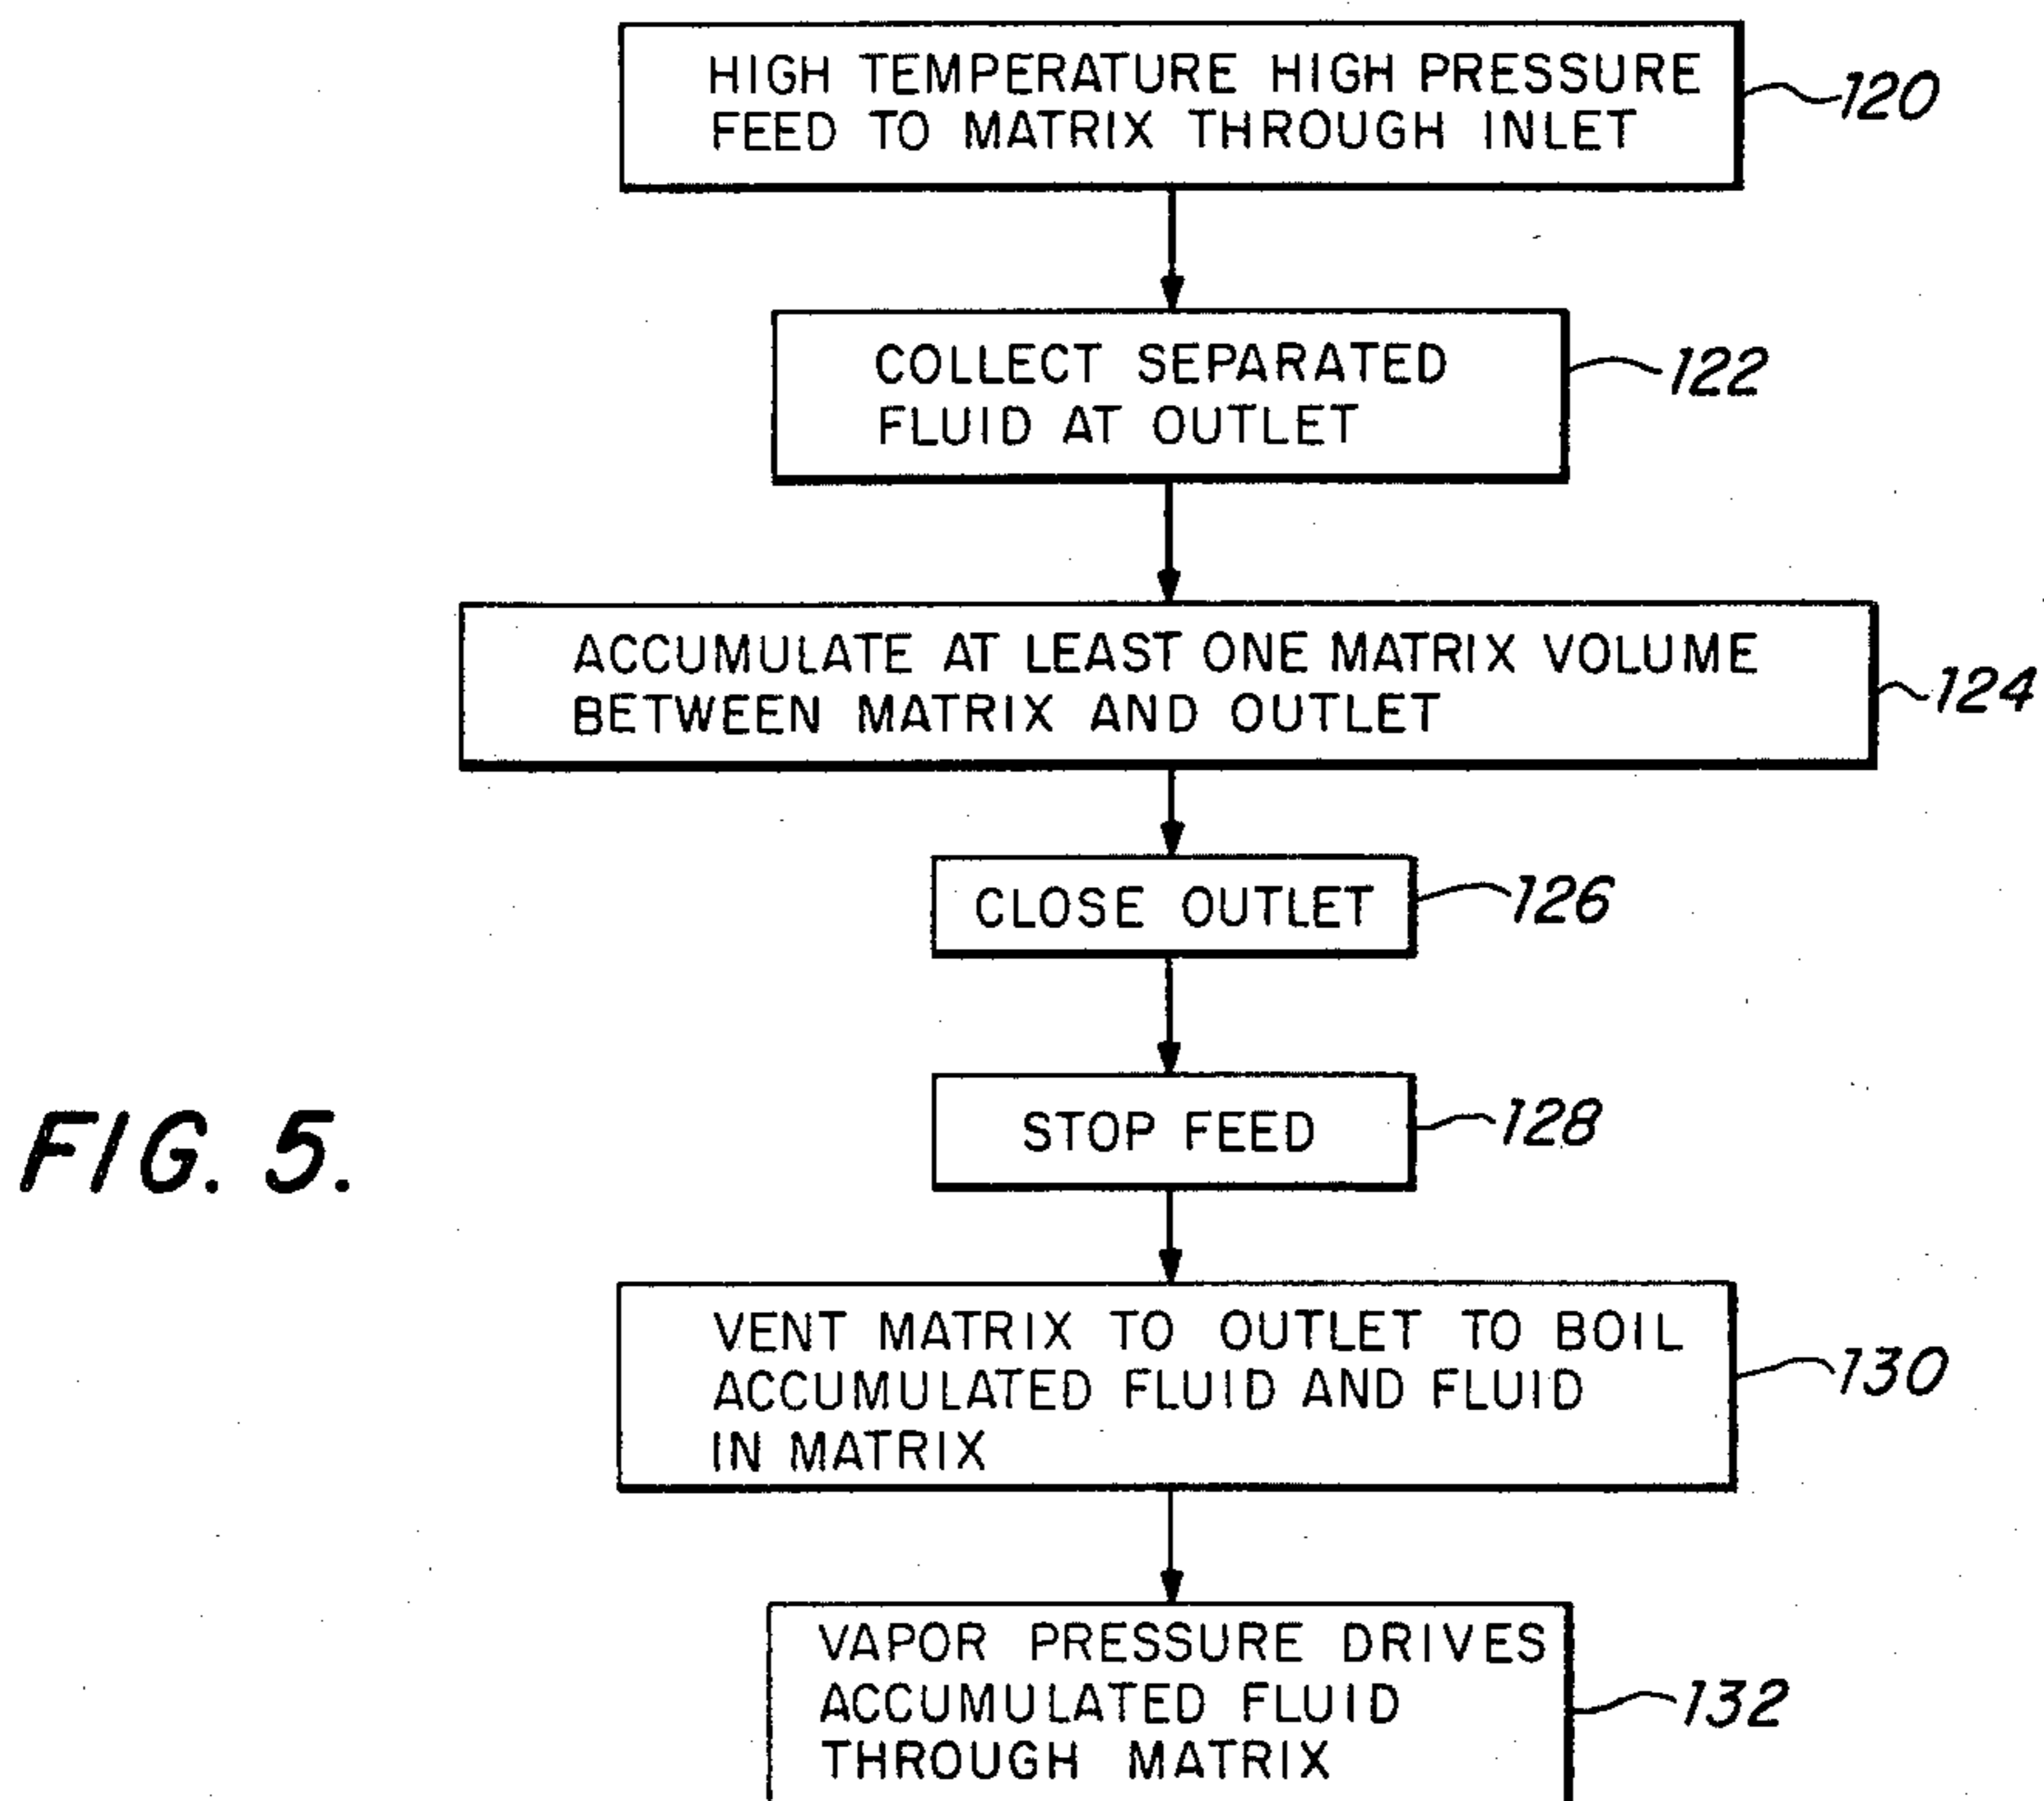 HIGH TEMPERATURE HIGH PRESSURE
FEED TO MATRIX THROUGH INLET
120
COLLECT SEPARATED
FLUID AT OUTLET
122
ACCUMULATE AT LEAST ONE MATRIX VOLUME
BETWEEN MATRIX AND OUTLET
124
CLOSE OUTLET
126
STOP FEED
128
FIG. 5.
VENT MATRIX TO OUTLET TO BOIL
ACCUMULATED FLUID AND FLUID
IN MATRIX
130
VAPOR PRESSURE DRIVES
ACCUMULATED FLUID
THROUGH MATRIX
132